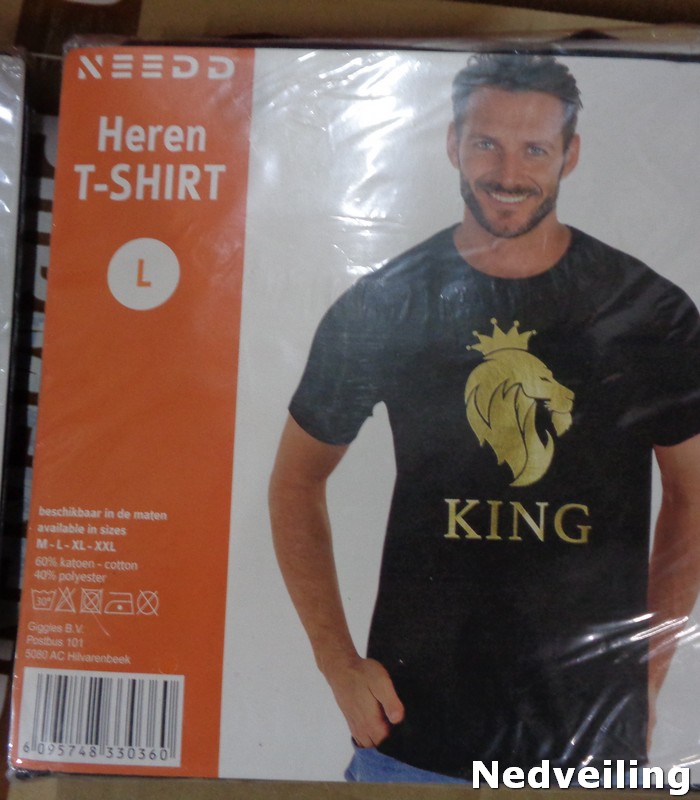 NEEDD
Heren
T-SHIRT
L
KING
beschikbaar in de maten
available in sizes
M - L - XL - XXL
60% katoen - cotton
40% polyester
30°
Giggles B.V.
Postbus 101
5080 AC Hilvarenbeek
6 095748 330360
Nedveiling